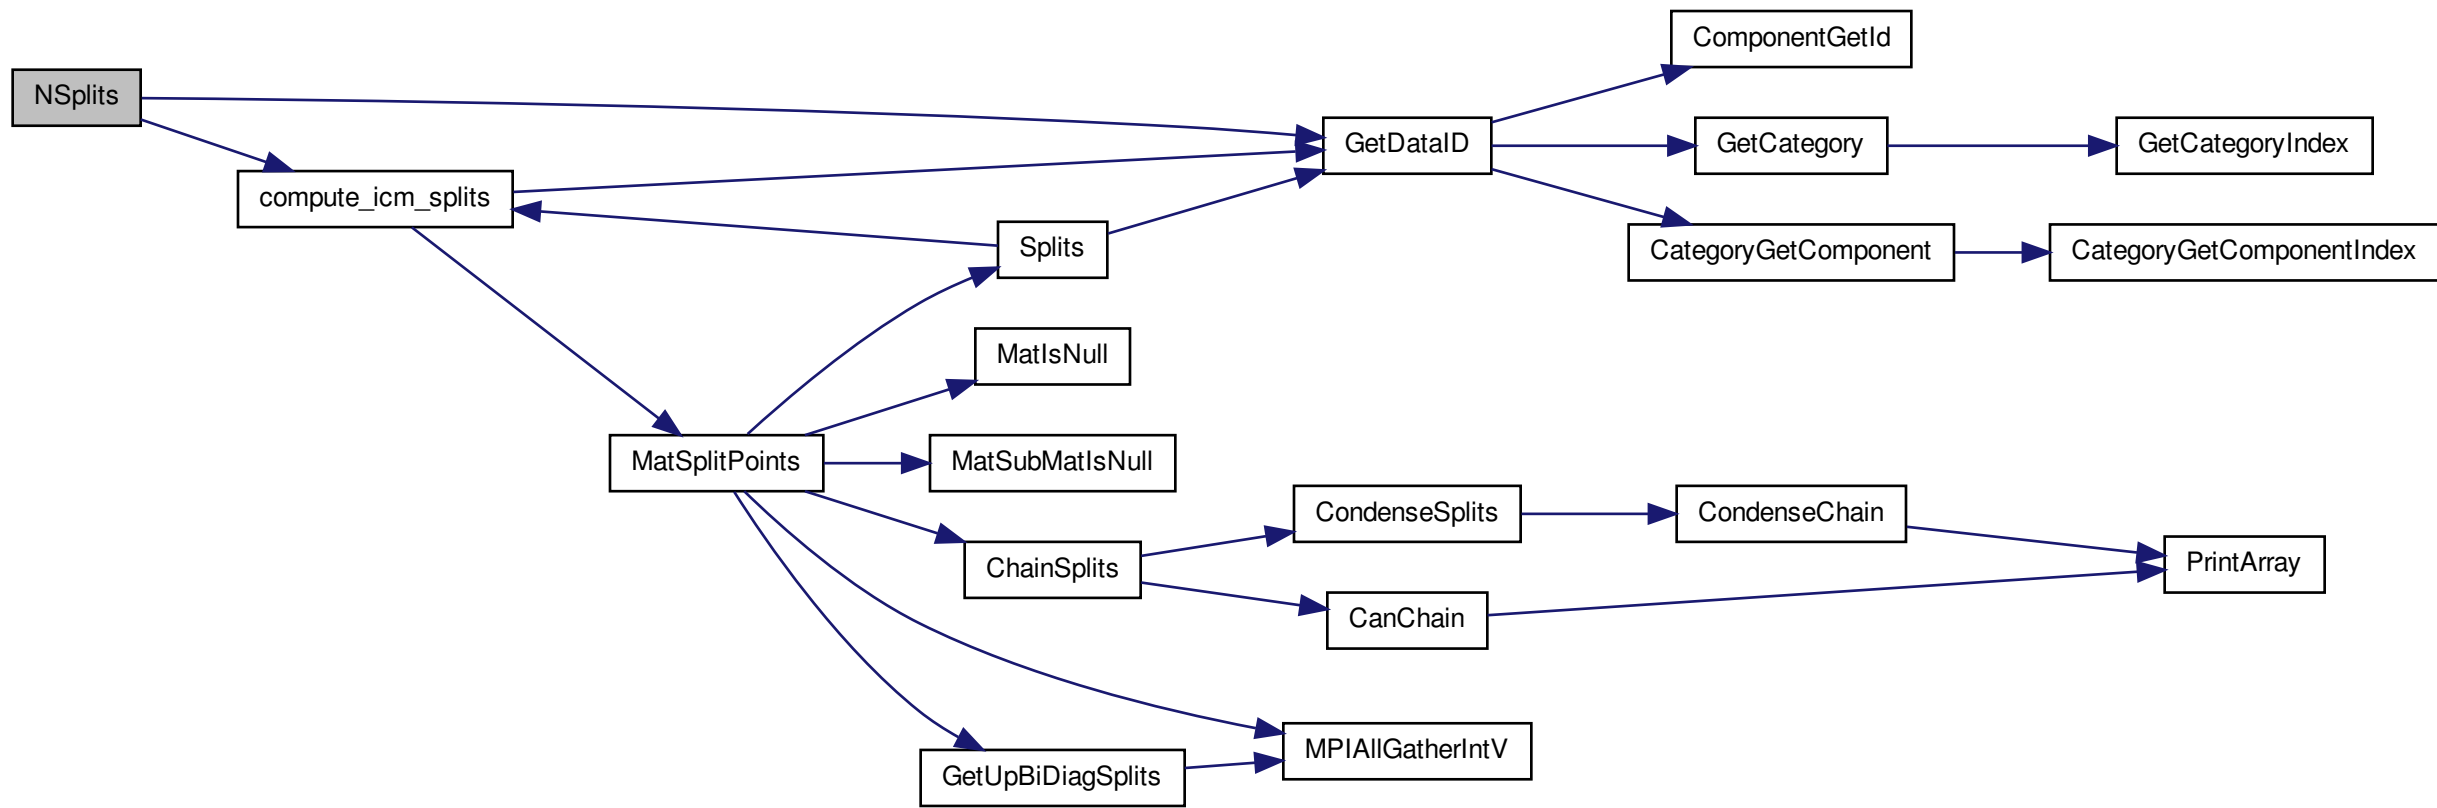 ComponentGetId
NSplits
GetDataID
GetCategory
GetCategoryIndex
compute_icm_splits
Splits
CategoryGetComponent
CategoryGetComponentIndex
MatIsNull
MatSplitPoints
MatSubMatIsNull
CondenseSplits
CondenseChain
ChainSplits
PrintArray
CanChain
MPIAllGatherIntV
GetUpBiDiagSplits